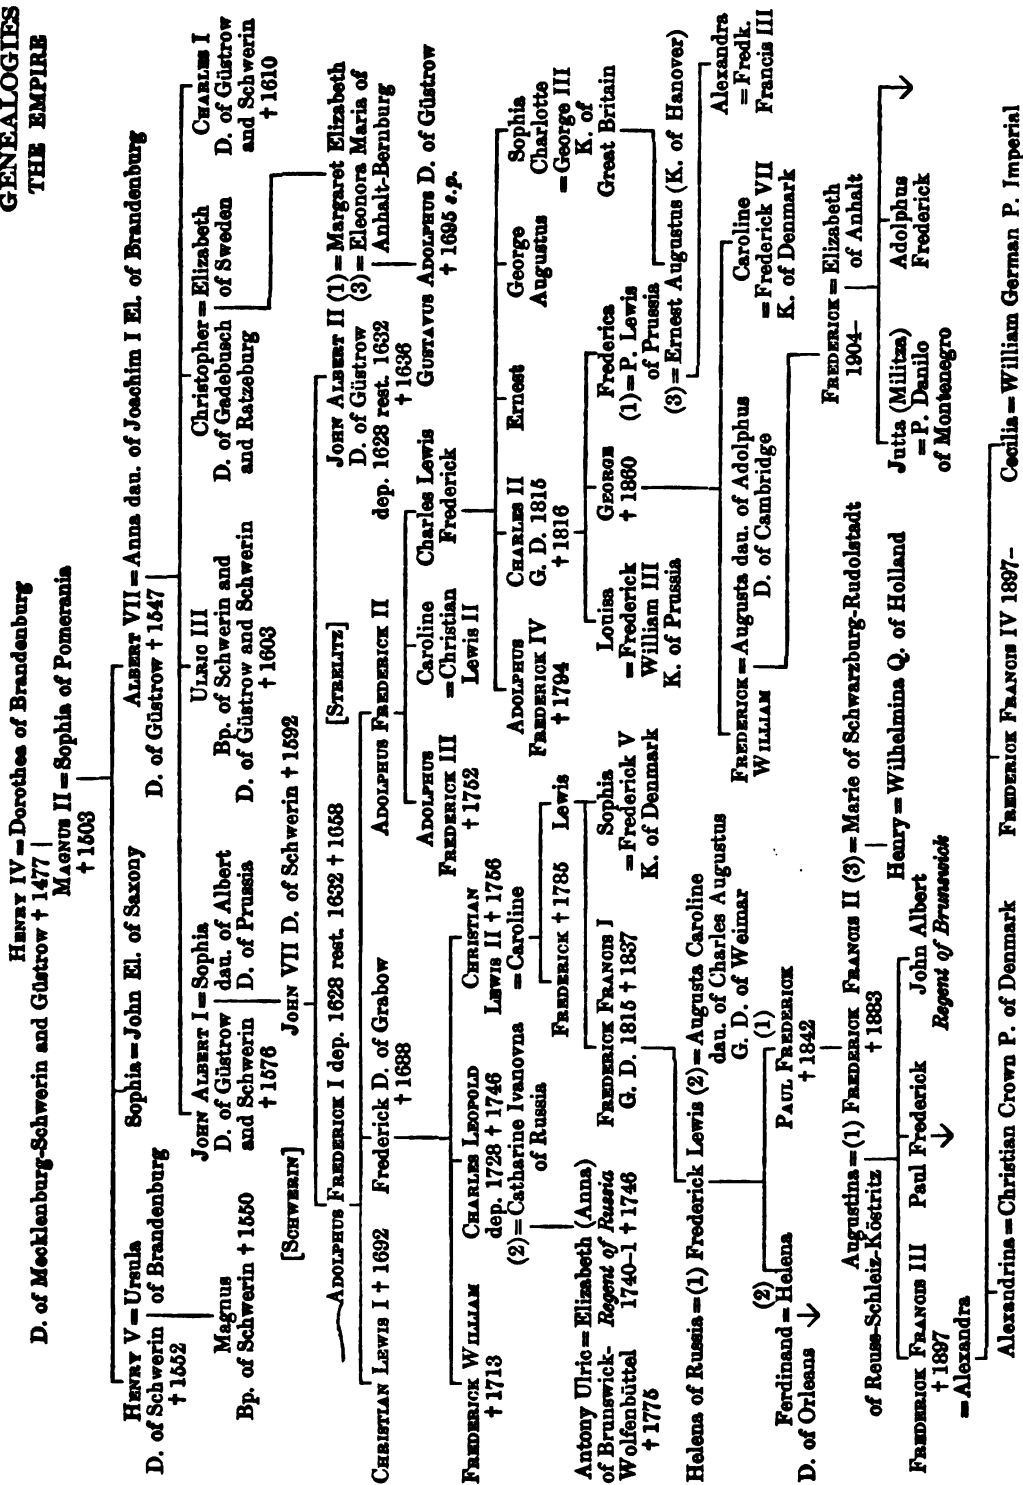 GENEALOGIES
THE EMPIRE
HENRY IV = Dorothea of Brandenburg
D. of Mecklenburg-Schwerin and Güstrow † 1477
MAGNUS II = Sophia of Pomerania
† 1503
HENRY V = Ursula
D. of Schwerin of Brandenburg
† 1552
Sophia = John El. of Saxony
ALBERT VII = Anna dau. of Joachim I El. of Brandenburg
D. of Güstrow † 1547
Magnus
Bp. of Schwerin † 1550
JOHN ALBERT I = Sophia
D. of Güstrow dau. of Albert
and Schwerin D. of Prussia
† 1576
ULRIC III
Bp. of Schwerin and
D. of Güstrow and Schwerin
† 1603
Christopher = Elizabeth
D. of Gadebusch of Sweden
and Ratzeburg
CHARLES I
D. of Güstrow
and Schwerin
† 1610
JOHN VII D. of Schwerin † 1592
[SCHWERIN]
[STRELITZ]
ADOLPHUS FREDERICK I dep. 1628 rest. 1632 † 1658
JOHN ALBERT II (1) = Margaret Elizabeth
D. of Güstrow (3) = Eleonora Maria of
dep. 1628 rest. 1632 Anhalt-Bernburg
† 1636
GUSTAVUS ADOLPHUS D. of Güstrow
† 1695 s.p.
CHRISTIAN LEWIS I † 1692
Frederick D. of Grabow
† 1688
ADOLPHUS FREDERICK II
FREDERICK WILLIAM
† 1713
CHARLES LEOPOLD
dep. 1728 † 1746
(2) = Catharine Ivanovna
of Russia
CHRISTIAN
LEWIS II † 1756
= Caroline
ADOLPHUS
FREDERICK III
† 1752
Caroline
= Christian
Lewis II
Charles Lewis
Frederick
Antony Ulric = Elizabeth (Anna)
of Brunswick- Regent of Russia
Wolfenbüttel 1740-1 † 1746
† 1775
FREDERICK † 1785
Lewis
ADOLPHUS
FREDERICK IV
† 1794
CHARLES II
G. D. 1815
† 1816
Ernest
George
Augustus
Sophia
Charlotte
= George III
K. of
Great Britain
FREDERICK FRANCIS I
G. D. 1815 † 1837
Sophia
= Frederick V
K. of Denmark
Louisa
= Frederick
William III
K. of Prussia
GEORGE
† 1860
Frederica
(1) = P. Lewis
of Prussia
(3) = Ernest Augustus (K. of Hanover)
Helena of Russia = (1) Frederick Lewis (2) = Augusta Caroline
dau. of Charles Augustus
G. D. of Weimar
FREDERICK = Augusta dau. of Adolphus
WILLIAM D. of Cambridge
Caroline
= Frederick VII
K. of Denmark
Alexandra
= Fredk.
Francis III
(2)
Ferdinand = Helena
D. of Orleans
(1)
PAUL FREDERICK
† 1842
FREDERICK = Elizabeth
1904- of Anhalt
Augustina = (1) FREDERICK FRANCIS II (3) = Marie of Schwarzburg-Rudolstadt
of Reuss-Schleiz-Köstritz † 1883
Henry = Wilhelmina Q. of Holland
Jutta (Militza)
= P. Danilo
of Montenegro
Adolphus
Frederick
FREDERICK FRANCIS III
† 1897
= Alexandra
Paul Frederick
John Albert
Regent of Brunswick
Alexandrina = Christian Crown P. of Denmark
FREDERICK FRANCIS IV 1897-
Cecilia = William German P. Imperial